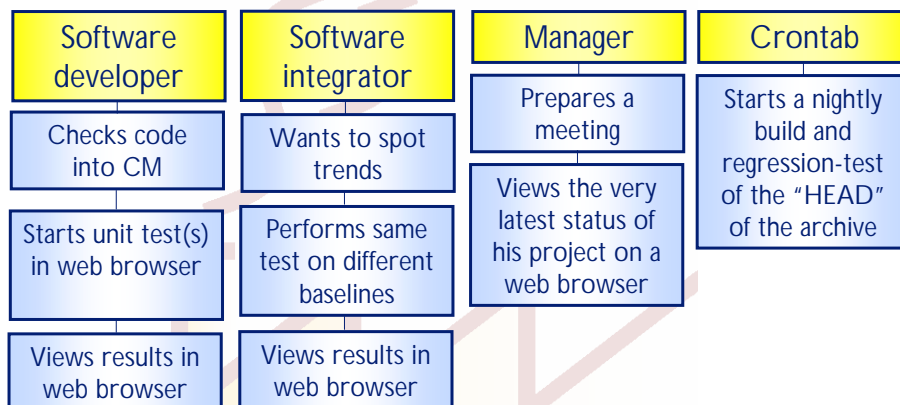 Software
developer
Checks code
into CM
Starts unit test(s)
in web browser
Views results in
web browser
Software
integrator
Wants to spot
trends
Performs same
test on different
baselines
Views results in
web browser
Manager
Prepares a
meeting
Views the very
latest status of
his project on a
web browser
Crontab
Starts a nightly
build and
regression-test
of the “HEAD”
of the archive